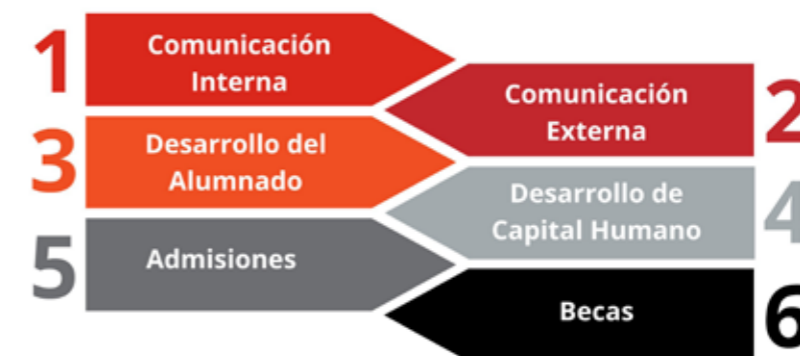 1
Comunicación
Interna
Comunicación
Externa
2
3
Desarrollo del
Alumnado
Desarrollo de
Capital Humano
4
5
Admisiones
Becas
6